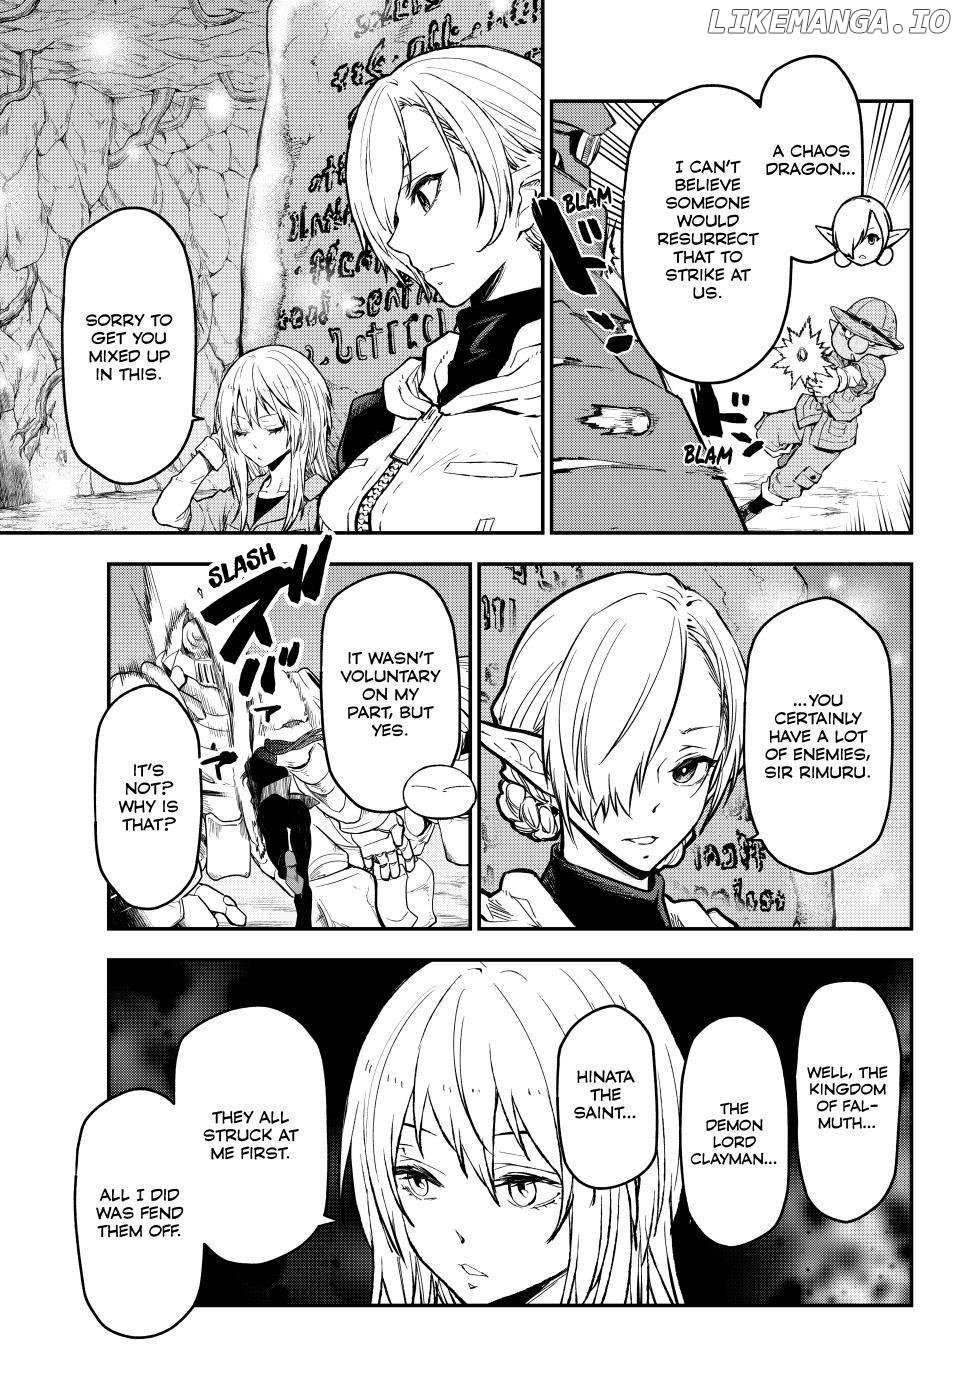 LIKEMANGA.IO
A CHAOS
DRAGON...
I CAN'T
BELIEVE
SOMEONE
WOULD
RESURRECT
THAT TO
STRIKE AT
US.
BLAM
BLAM
SORRY TO
GET YOU
MIXED UP
IN THIS.
...YOU
CERTAINLY
HAVE A LOT
OF ENEMIES,
SIR RIMURU.
IT WASN'T
VOLUNTARY
ON MY
PART, BUT
YES.
SLASH
IT'S
NOT?
WHY IS
THAT?
WELL, THE
KINGDOM
OF FAL-
MUTH...
THE
DEMON
LORD
CLAYMAN...
HINATA
THE
SAINT...
THEY ALL
STRUCK AT
ME FIRST.
ALL I DID
WAS FEND
THEM OFF.